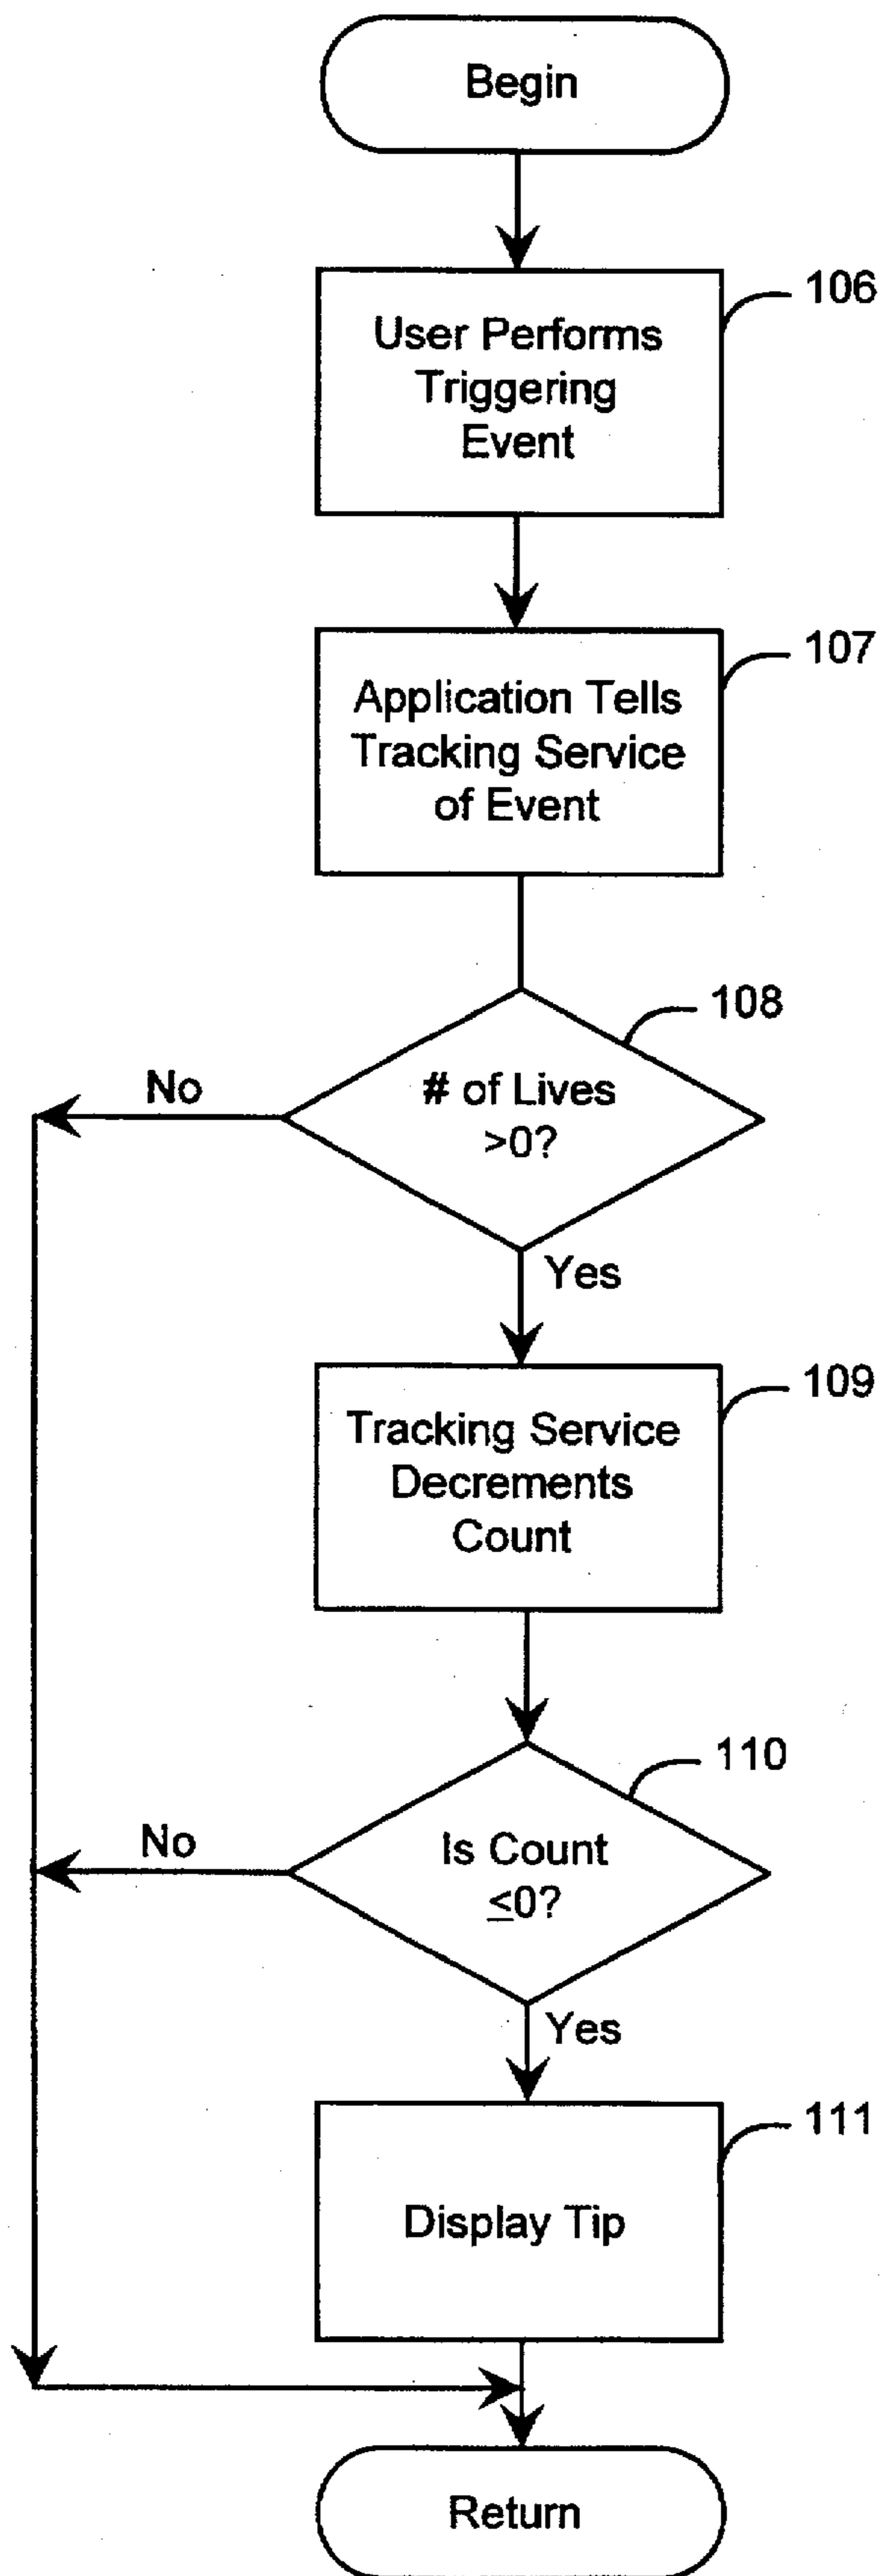 Begin
106
User Performs
Triggering
Event
107
Application Tells
Tracking Service
of Event
108
# of Lives
>0?
No
Yes
109
Tracking Service
Decrements
Count
110
Is Count
≤0?
No
Yes
111
Display Tip
Return